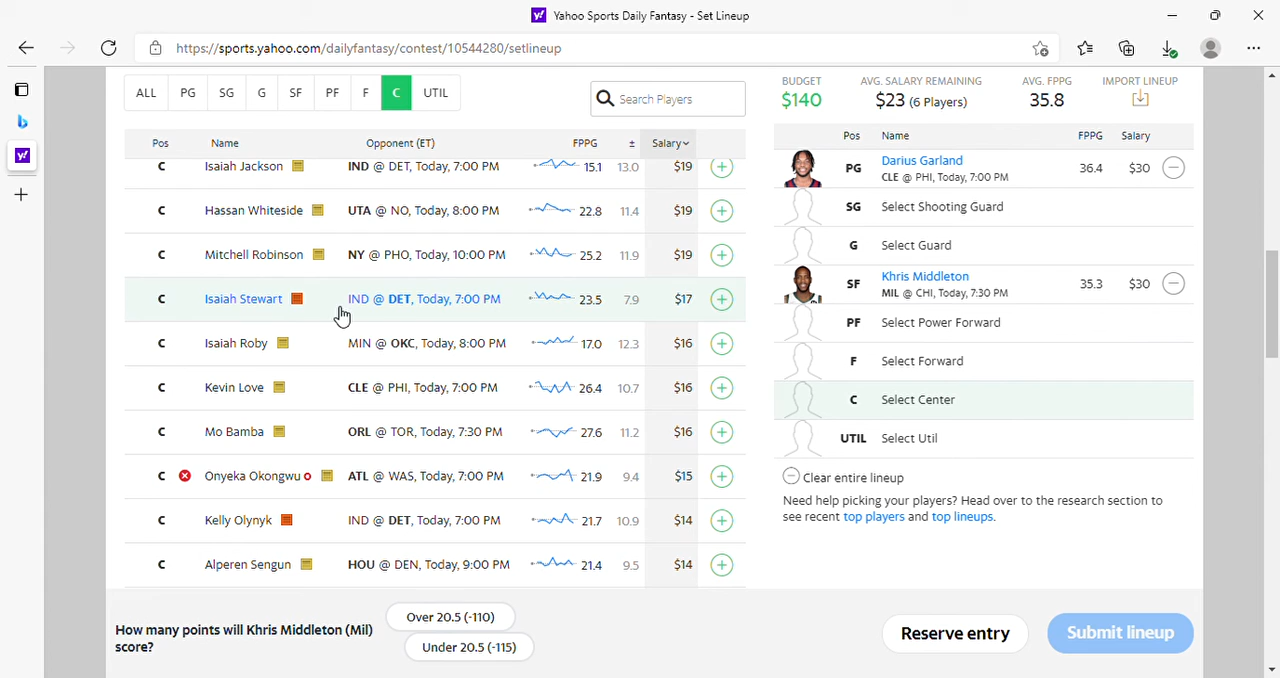 Yahoo Sports Daily Fantasy - Set Lineup
https://sports.yahoo.com/dailyfantasy/contest/10544280/setlineup
ALL PG SG G SF PF F C UTIL
Search Players
BUDGET AVG. SALARY REMAINING AVG. FPPG IMPORT LINEUP
$140 $23 (6 Players) 35.8
Pos Name Opponent (ET) FPPG ± Salary
C Isaiah Jackson IND @ DET, Today, 7:00 PM 15.1 13.0 $19
C Hassan Whiteside UTA @ NO, Today, 8:00 PM 22.8 11.4 $19
C Mitchell Robinson NY @ PHO, Today, 10:00 PM 25.2 11.9 $19
C Isaiah Stewart IND @ DET, Today, 7:00 PM 23.5 7.9 $17
C Isaiah Roby MIN @ OKC, Today, 8:00 PM 17.0 12.3 $16
C Kevin Love CLE @ PHI, Today, 7:00 PM 26.4 10.7 $16
C Mo Bamba ORL @ TOR, Today, 7:30 PM 27.6 11.2 $16
C Onyeka Okongwu O ATL @ WAS, Today, 7:00 PM 21.9 9.4 $15
C Kelly Olynyk IND @ DET, Today, 7:00 PM 21.7 10.9 $14
C Alperen Sengun HOU @ DEN, Today, 9:00 PM 21.4 9.5 $14
Pos Name FPPG Salary
PG Darius Garland 36.4 $30
CLE @ PHI, Today, 7:00 PM
SG Select Shooting Guard
G Select Guard
SF Khris Middleton 35.3 $30
MIL @ CHI, Today, 7:30 PM
PF Select Power Forward
F Select Forward
C Select Center
UTIL Select Util
Clear entire lineup
Need help picking your players? Head over to the research section to
see recent top players and top lineups.
How many points will Khris Middleton (Mil)
score?
Over 20.5 (-110)
Under 20.5 (-115)
Reserve entry
Submit lineup